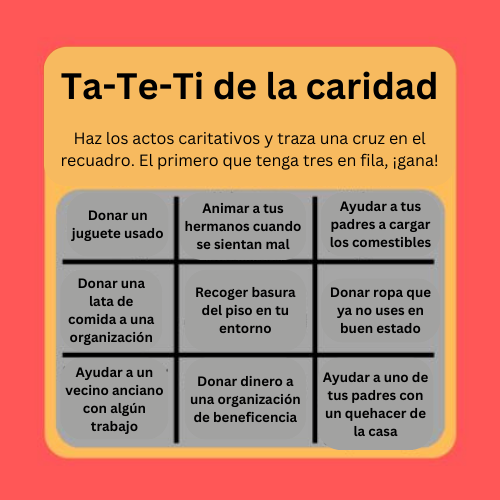 Ta-Te-Ti de la caridad
Haz los actos caritativos y traza una cruz en el
recuadro. El primero que tenga tres en fila, ¡gana!
Donar un
juguete usado
Animar a tus
hermanos cuando
se sientan mal
Ayudar a tus
padres a cargar
los comestibles
Donar una
lata de
comida a una
organización
Recoger basura
del piso en tu
entorno
Donar ropa que
ya no uses en
buen estado
Ayudar a un
vecino anciano
con algún
trabajo
Donar dinero a
una organización
de beneficencia
Ayudar a uno de
tus padres con
un quehacer de
la casa